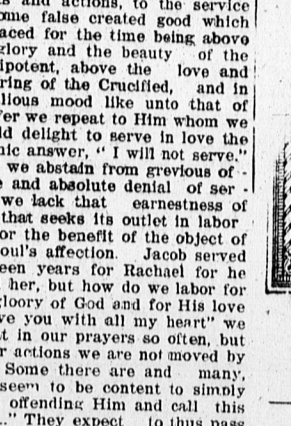 and actions, to the service
some false created good which
aced for the time being above
glory and the beauty of the
ipotent, above the love and
ring of the Crucified, and in
llious mood like unto that of
fer we repeat to Him whom we
ld delight to serve in love the
nic answer, " I will not serve."
we abstain from grevious of -
e and absolute denial of ser -
we lack that earnestness of
that seeks its outlet in labor
or the benefit of the object of
oul's affection. Jacob served
een years for Rachael for he
her, but how do we labor for
gloory of God and for His love
ve you with all my heart" we
t in our prayers so often, but
r actions we are not moved by
Some there are and many,
seem to be content to simply
offending Him and call this
..." They expect to thus pass